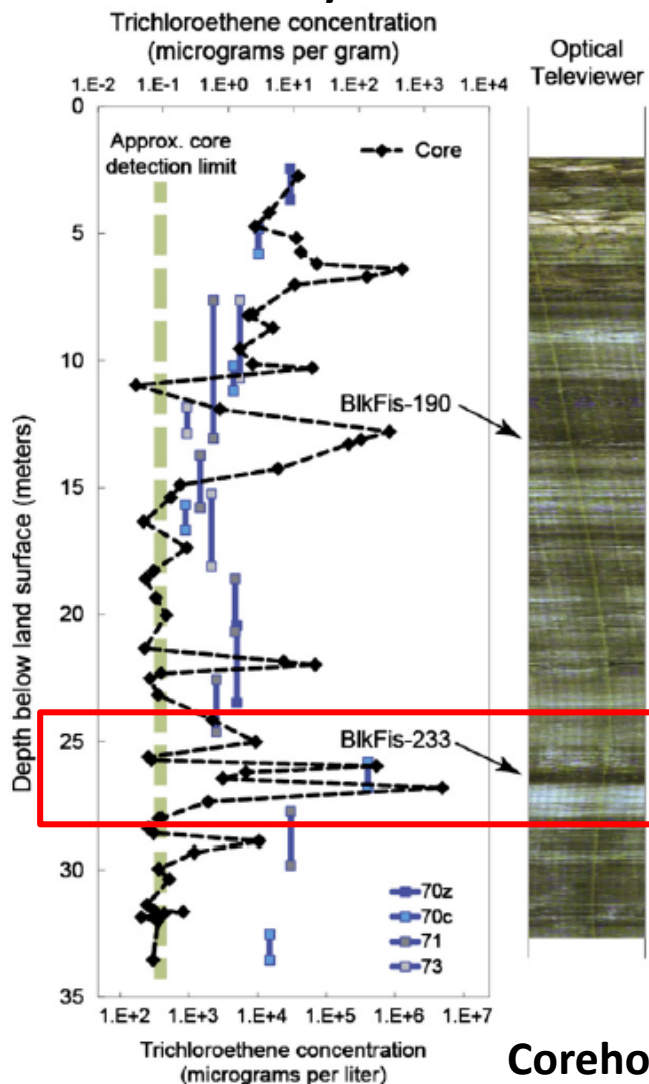 Trichloroethene concentration
(micrograms per gram)
Optical
Televiewer
1.E-2 1.E-1 1.E+0 1.E+1 1.E+2 1.E+3
0
Approx. core
detection limit
Core
5
10
BlkFis-190
15
Depth below land surface (meters)
20
25
BlkFis-233
30
70z
70c
71
73
35
1.E+2 1.E+3 1.E+4 1.E+5 1.E+6 1.E+7
Trichloroethene concentration
(micrograms per liter)
Coreho